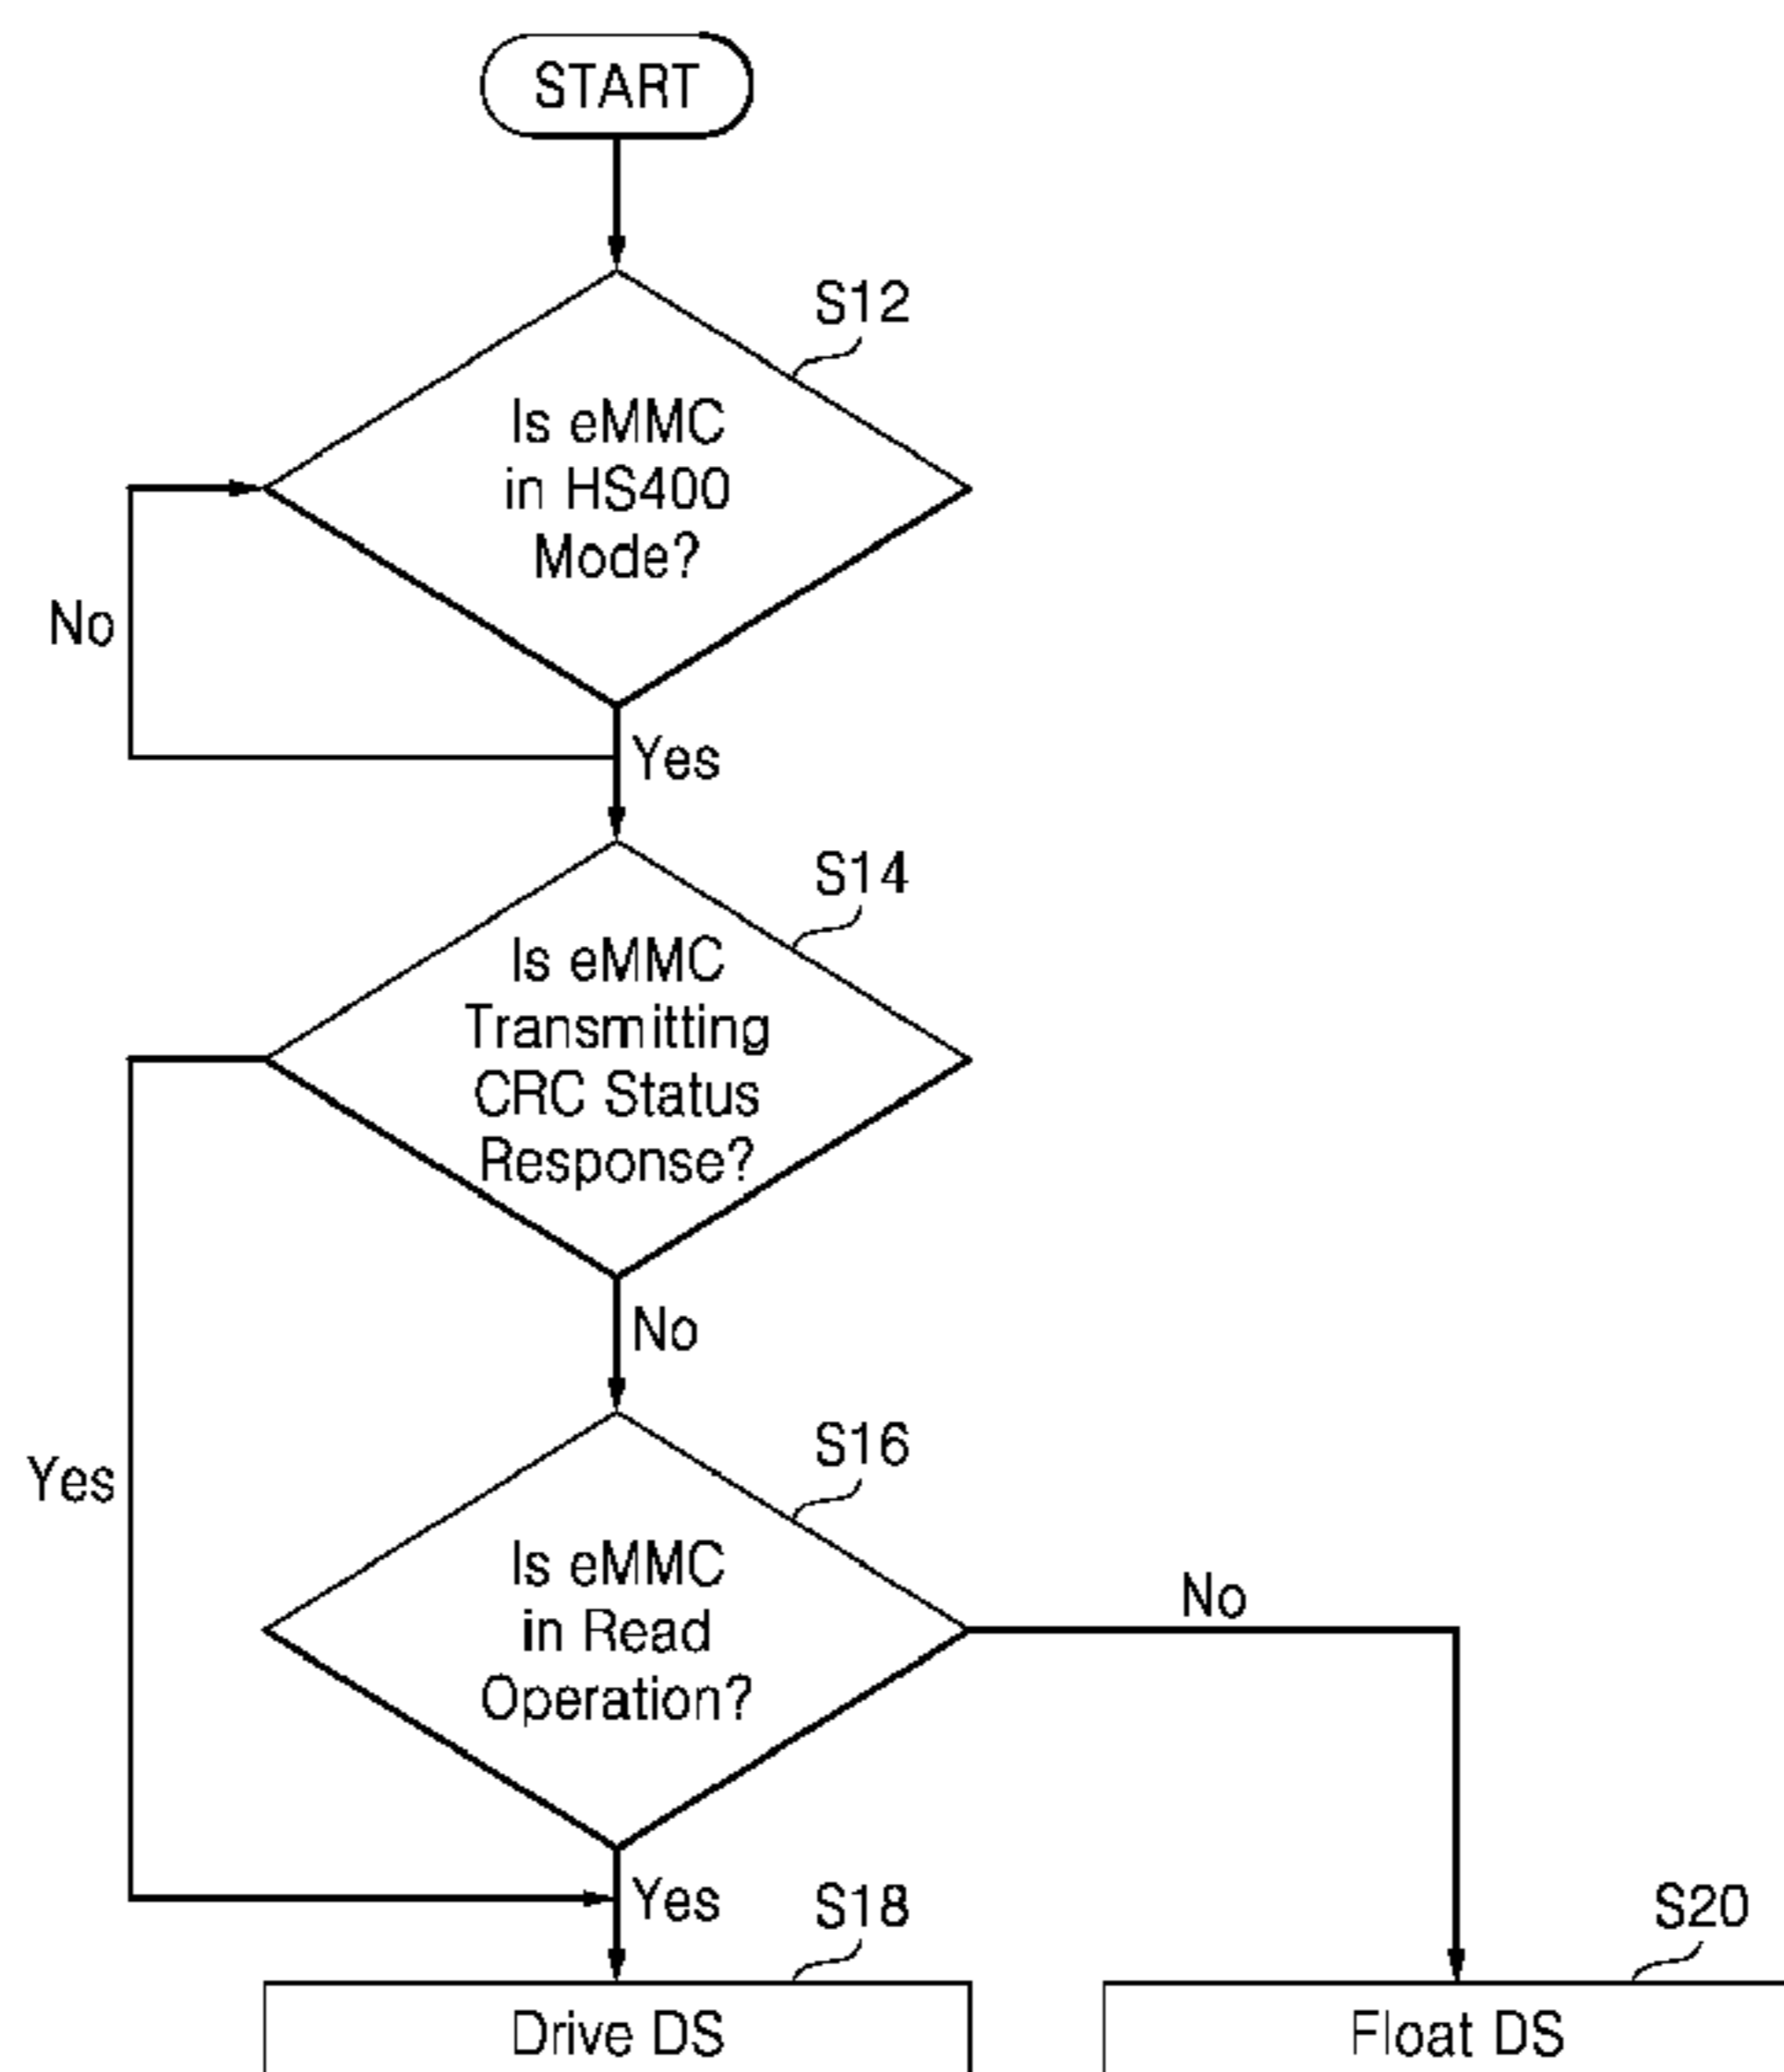 START
S12
Is eMMC
in HS400
Mode?
No
Yes
S14
Is eMMC
Transmitting
CRC Status
Response?
No
Yes
S16
Is eMMC
in Read
Operation?
No
Yes
S18
S20
Drive DS
Float DS